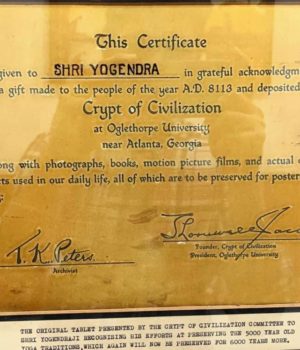 This Certificate
given to SHRI YOGENDRA in grateful acknowledgm
a gift made to the people of the year A.D. 8113 and deposited
Crypt of Civilization
at Oglethorpe University
near Atlanta, Georgia
ong with photographs, books, motion picture films, and actual
rts used in our daily life, all of which are to be preserved for poster
T. K. Peters
Archivist
Founder, Crypt of Civilization
President, Oglethorpe University
THE ORIGINAL TABLET PRESENTED BY THE CRYPT OF CIVILIZATION COMMITTEE TO
SHRI YOGENDRAJI RECOGNISING HIS EFFORTS AT PRESERVING THE 5000 YEAR OLD
YOGA TRADITIONS, WHICH AGAIN WILL NOW BE PRESERVED FOR 6000 YEARS MORE.